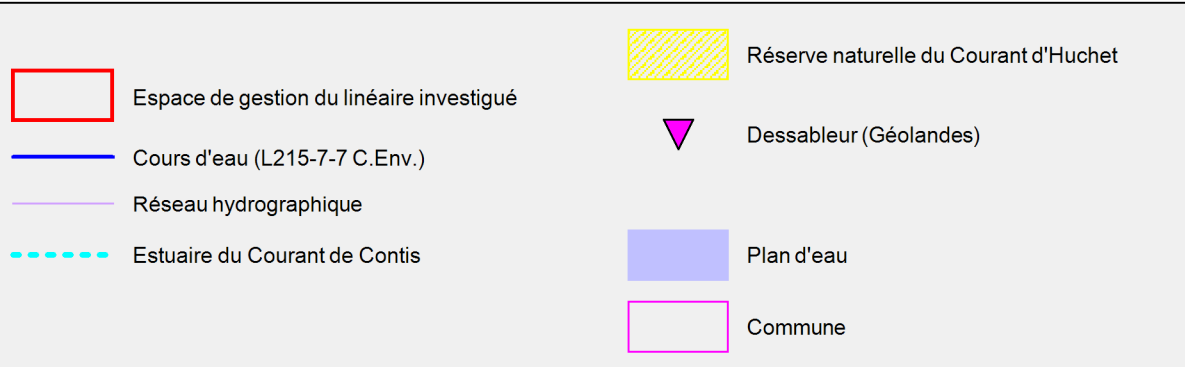 Espace de gestion du linéaire investigué
Cours d'eau (L215-7-7 C.Env.)
Réseau hydrographique
Estuaire du Courant de Contis
Réserve naturelle du Courant d'Huchet
Dessableur (Géolandes)
Plan d'eau
Commune